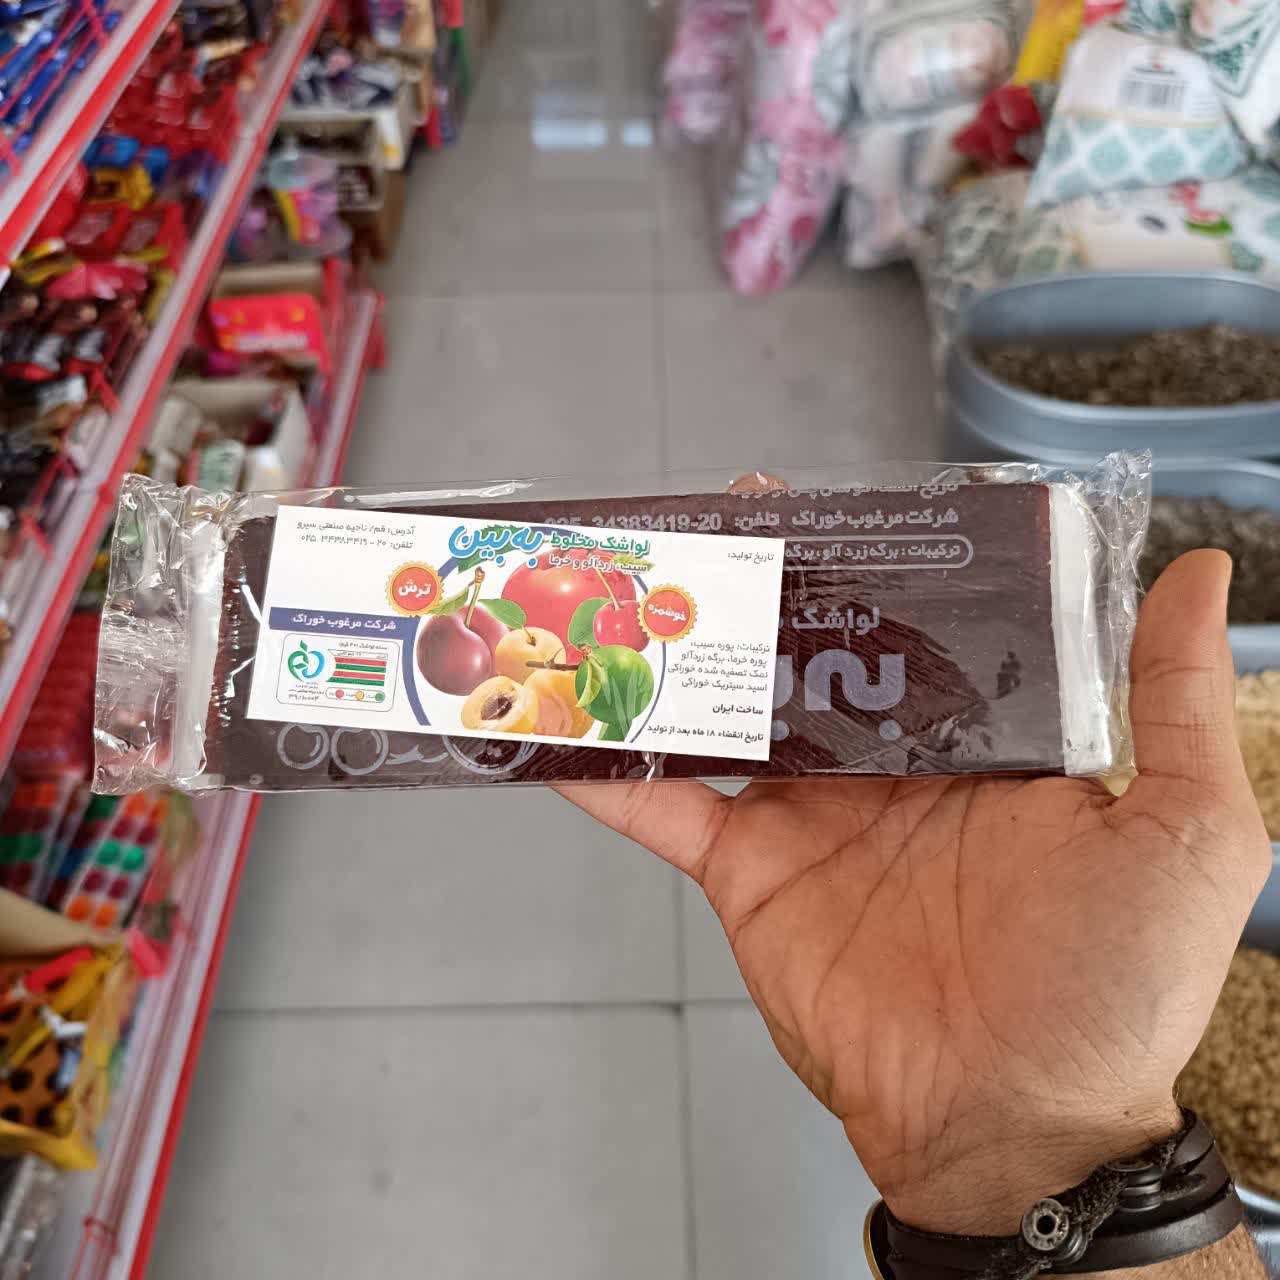 شرکت مرغوب خوراک تلفن: 20-34383419
ترکیبات: برگه زردآلو، برگه
لواشک
تاریخ تولید:
لواشک مخلوط به‌بین
سیب، زردآلو و خرما
خوشمزه
ترش
ترکیبات: پوره سیب،
پوره خرما، برگه زردآلو
نمک تصفیه شده خوراکی
اسید سیتریک خوراکی
ساخت ایران
تاریخ انقضاء ۱۸ ماه بعد از تولید
آدرس: قم/ ناحیه صنعتی سیرو
تلفن: ۲۰ - ۳۴۳۸۳۴۱۹ ۰۲۵
شرکت مرغوب خوراک